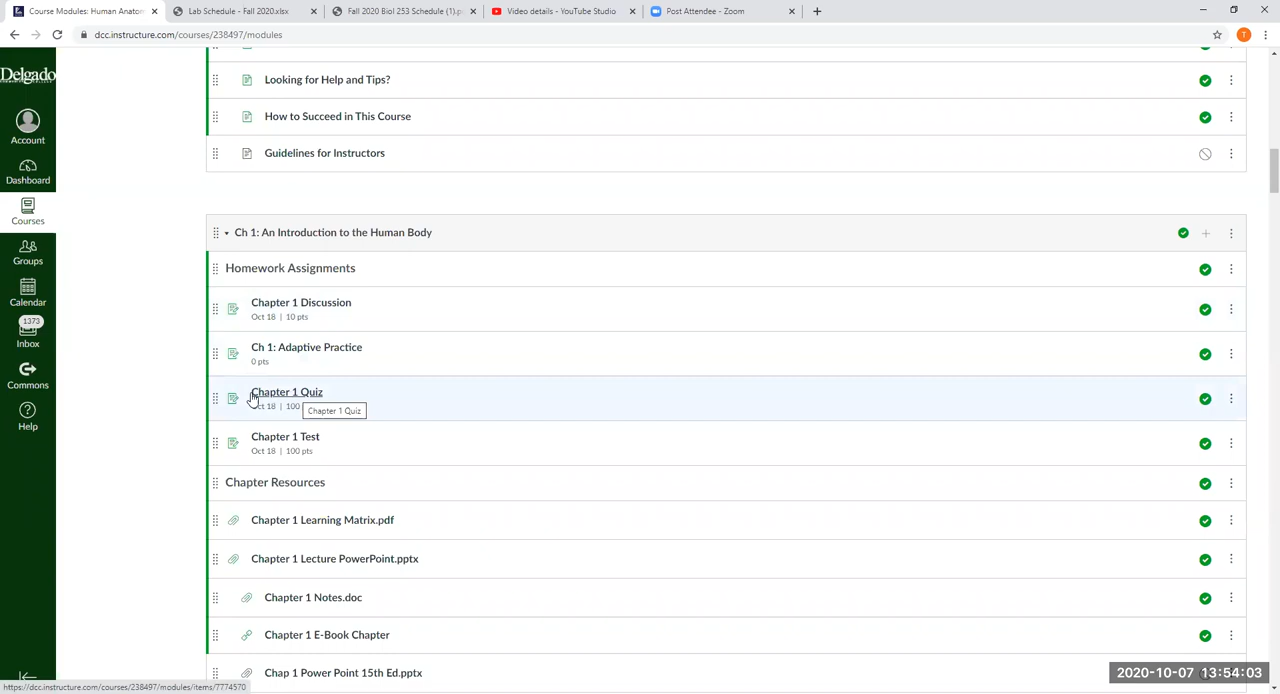 Course Modules: Human Anatom
Lab Schedule - Fall 2020.xlsx
Fall 2020 Biol 253 Schedule (1).p
Video details - YouTube Studio
Post Attendee - Zoom
dcc.instructure.com/courses/238497/modules
T
Delgado
Account
Dashboard
Courses
Groups
Calendar
1373
Inbox
Commons
Help
Looking for Help and Tips?
How to Succeed in This Course
Guidelines for Instructors
Ch 1: An Introduction to the Human Body
Homework Assignments
Chapter 1 Discussion
Oct 18 | 10 pts
Ch 1: Adaptive Practice
0 pts
Chapter 1 Quiz
Oct 18 | 100
Chapter 1 Quiz
Chapter 1 Test
Oct 18 | 100 pts
Chapter Resources
Chapter 1 Learning Matrix.pdf
Chapter 1 Lecture PowerPoint.pptx
Chapter 1 Notes.doc
Chapter 1 E-Book Chapter
Chap 1 Power Point 15th Ed.pptx
https://dcc.instructure.com/courses/238497/modules/items/7774570
2020-10-07 13:54:03